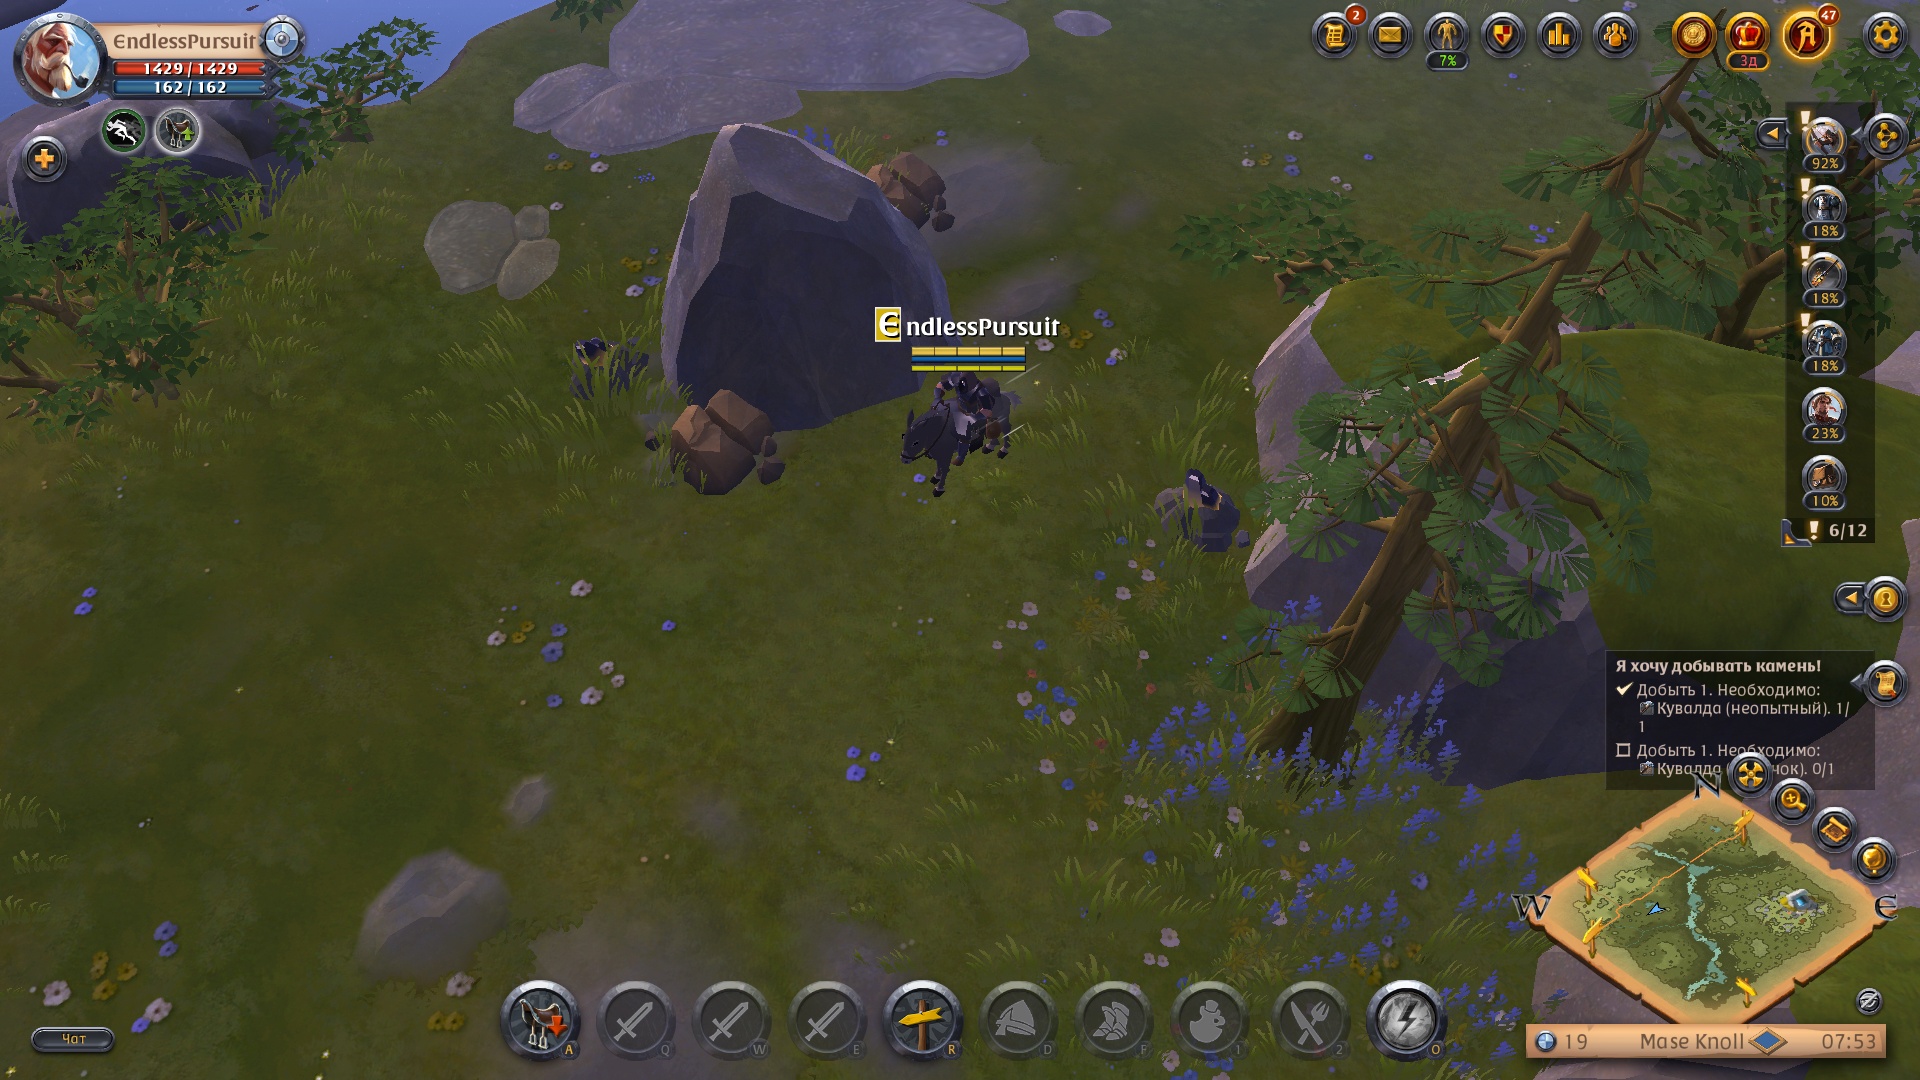 EndlessPursuit
1429 / 1429
162 / 162
2
7%
3д
47
92%
18%
18%
18%
23%
10%
6/12
EndlessPursuit
Я хочу добывать камень!
Добыть 1. Необходимо:
Кувалда (неопытный). 1/
1
Добыть 1. Необходимо:
Кувалда чок). 0/1
N
W
E
Чат
A
Q
W
E
R
D
F
1
2
O
19
Mase Knoll
07:53